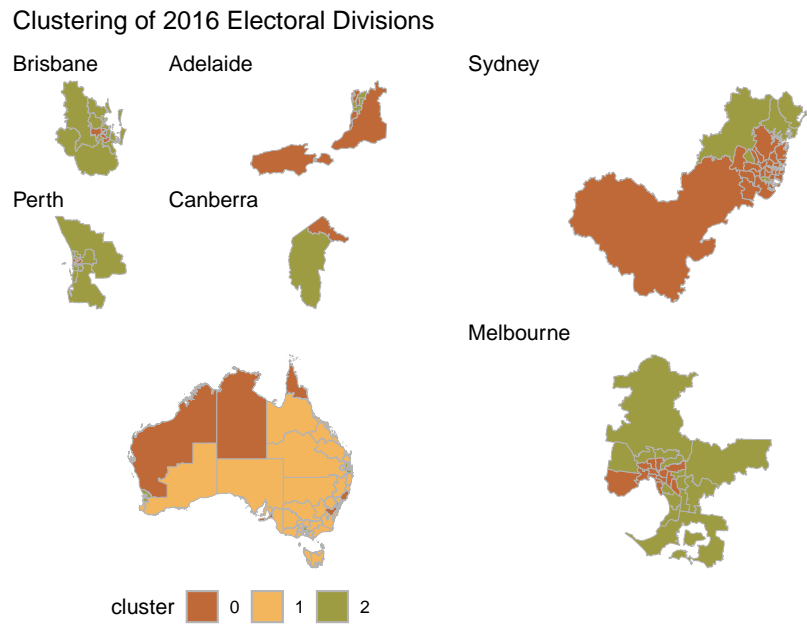 Clustering of 2016 Electoral Divisions
Brisbane
Adelaide
Sydney
Perth
Canberra
Melbourne
cluster 0 1 2